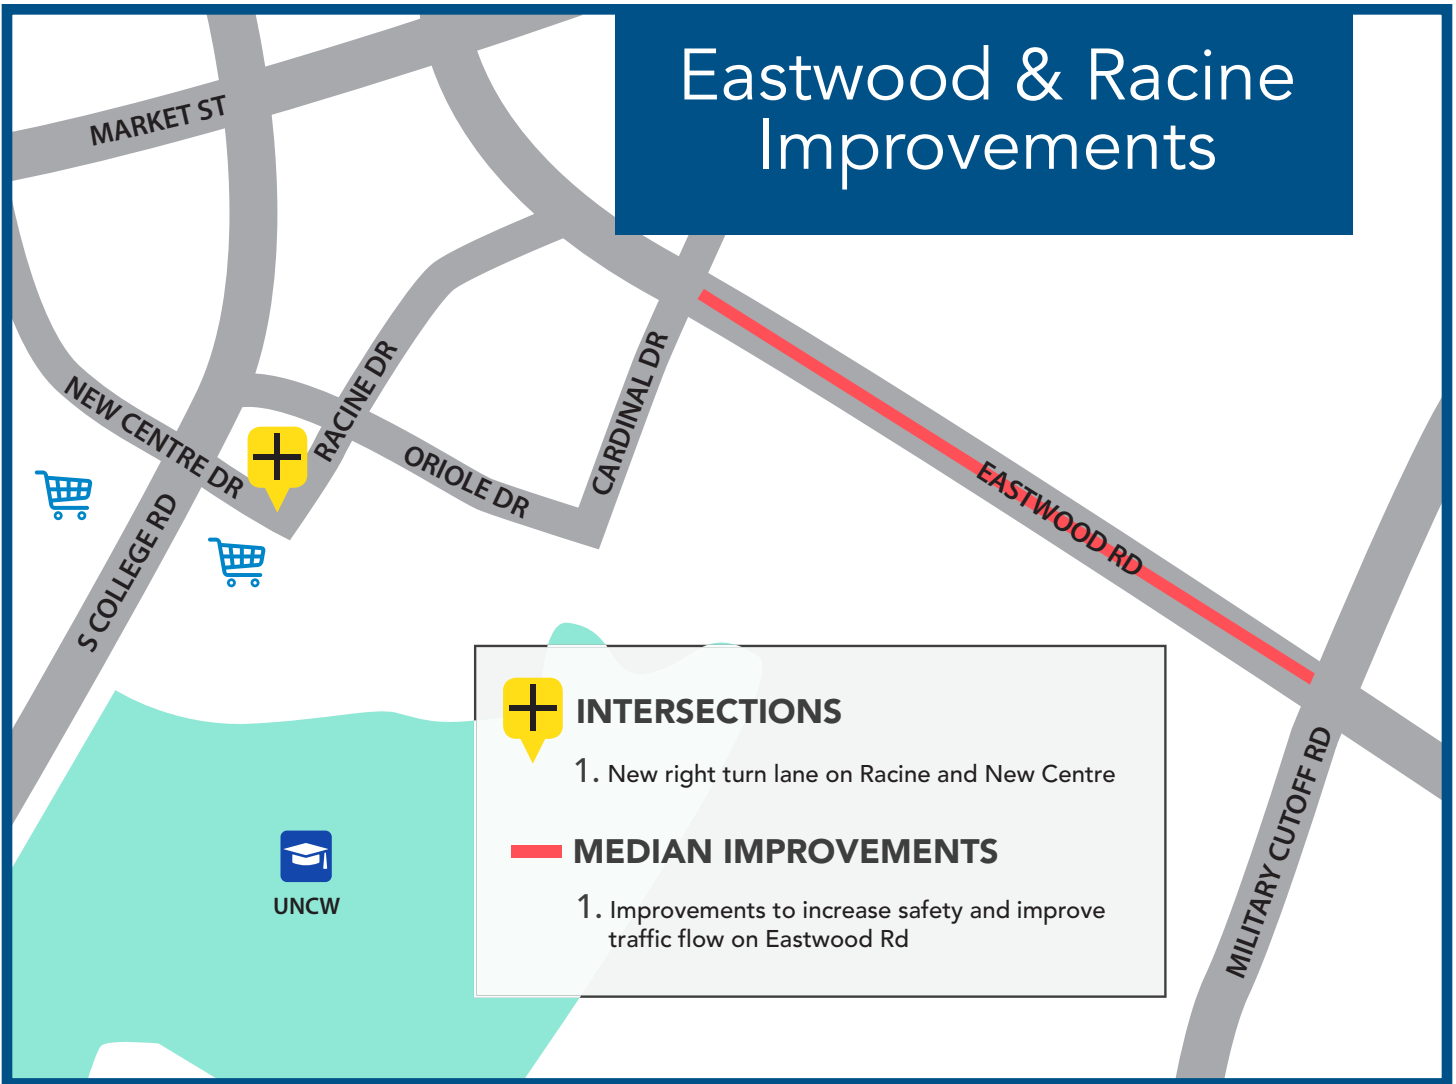 Eastwood & Racine
Improvements
MARKET ST
NEW CENTRE DR
RACINE DR
ORIOLE DR
CARDINAL DR
S COLLEGE RD
EASTWOOD RD
MILITARY CUTOFF RD
UNCW
INTERSECTIONS
1. New right turn lane on Racine and New Centre
MEDIAN IMPROVEMENTS
1. Improvements to increase safety and improve
traffic flow on Eastwood Rd